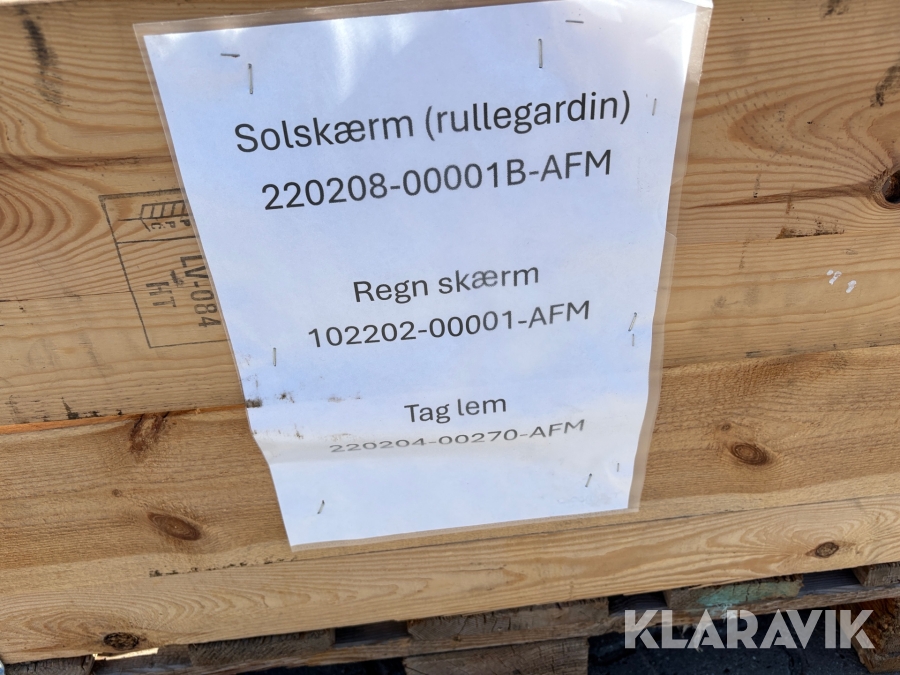 Solskærm (rullegardin)
220208-00001B-AFM
Regn skærm
102202-00001-AFM
Tag lem
220204-00270-AFM
LV-084
HT
KLARAVIK